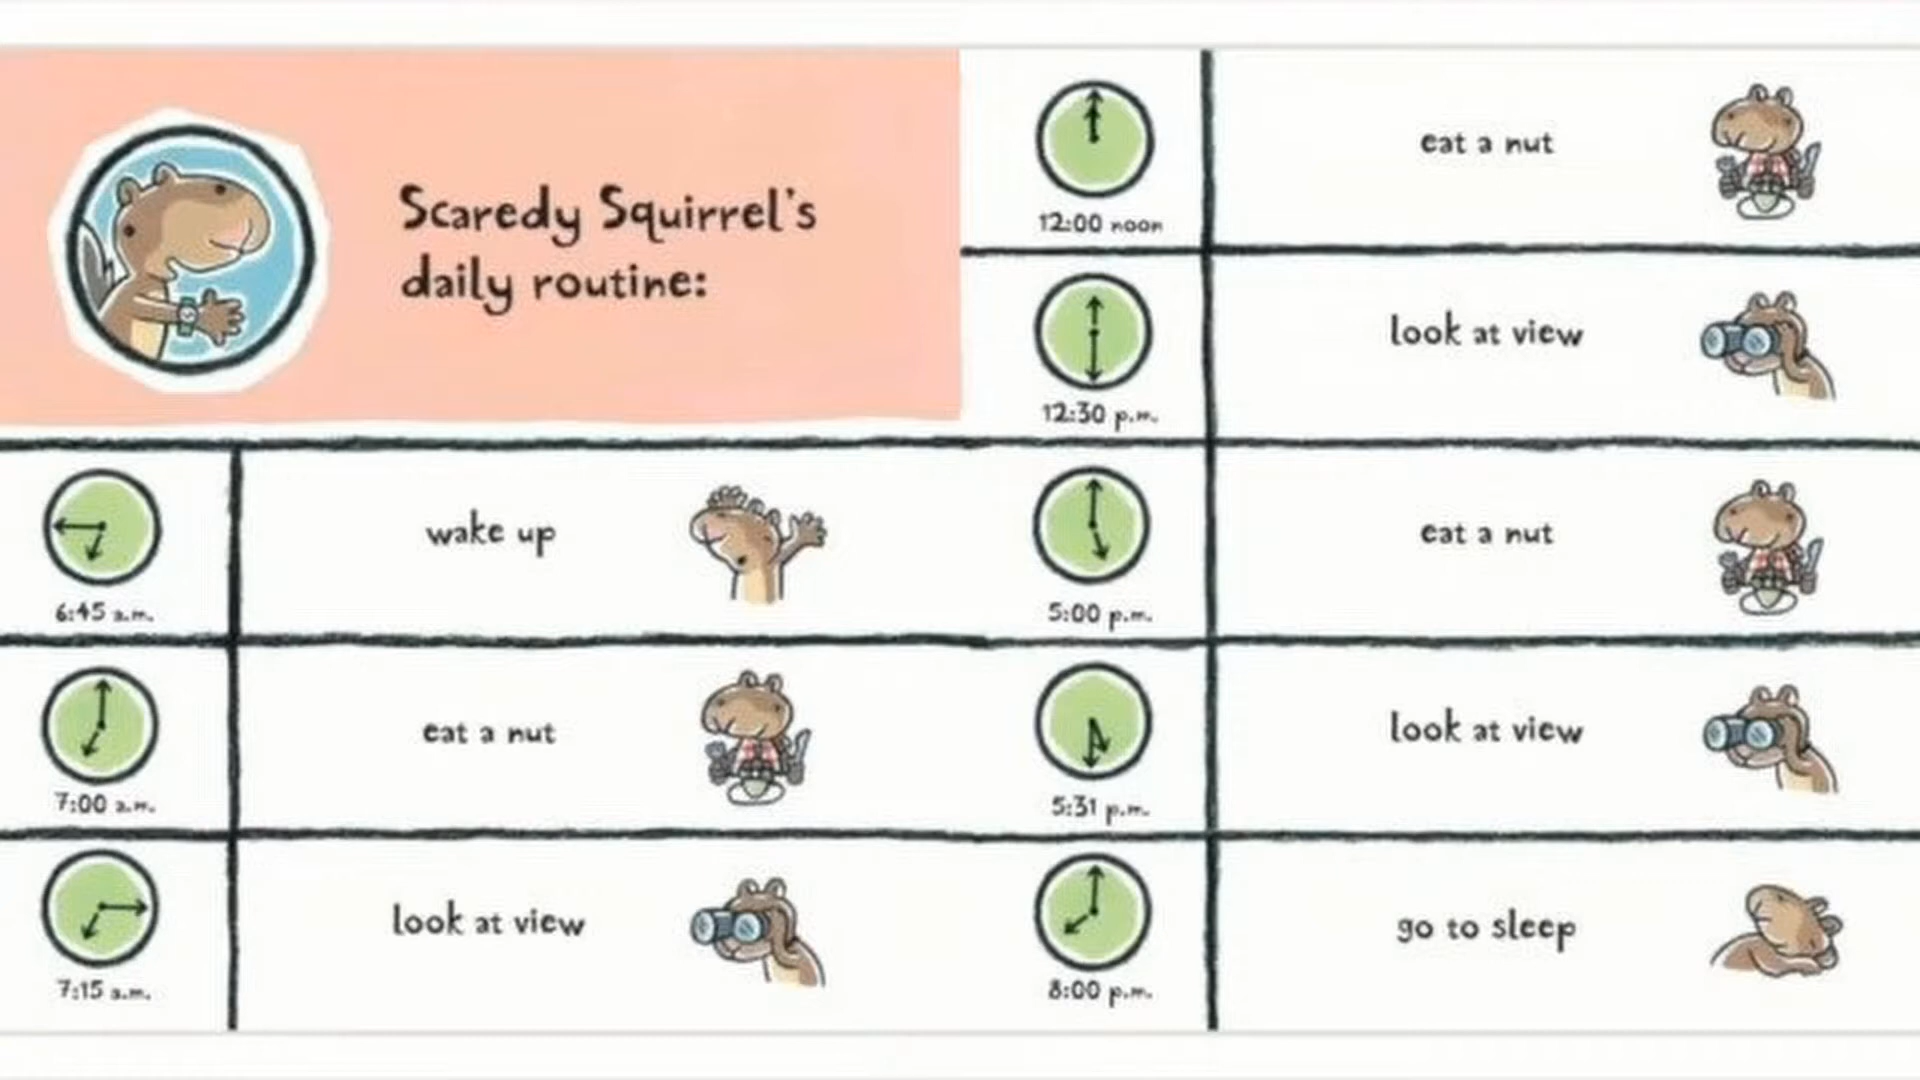 Scaredy Squirrel's
daily routine:
6:45 a.m.
wake up
7:00 a.m.
eat a nut
7:15 a.m.
look at view
12:00 noon
eat a nut
12:30 p.m.
look at view
5:00 p.m.
eat a nut
5:31 p.m.
look at view
8:00 p.m.
go to sleep